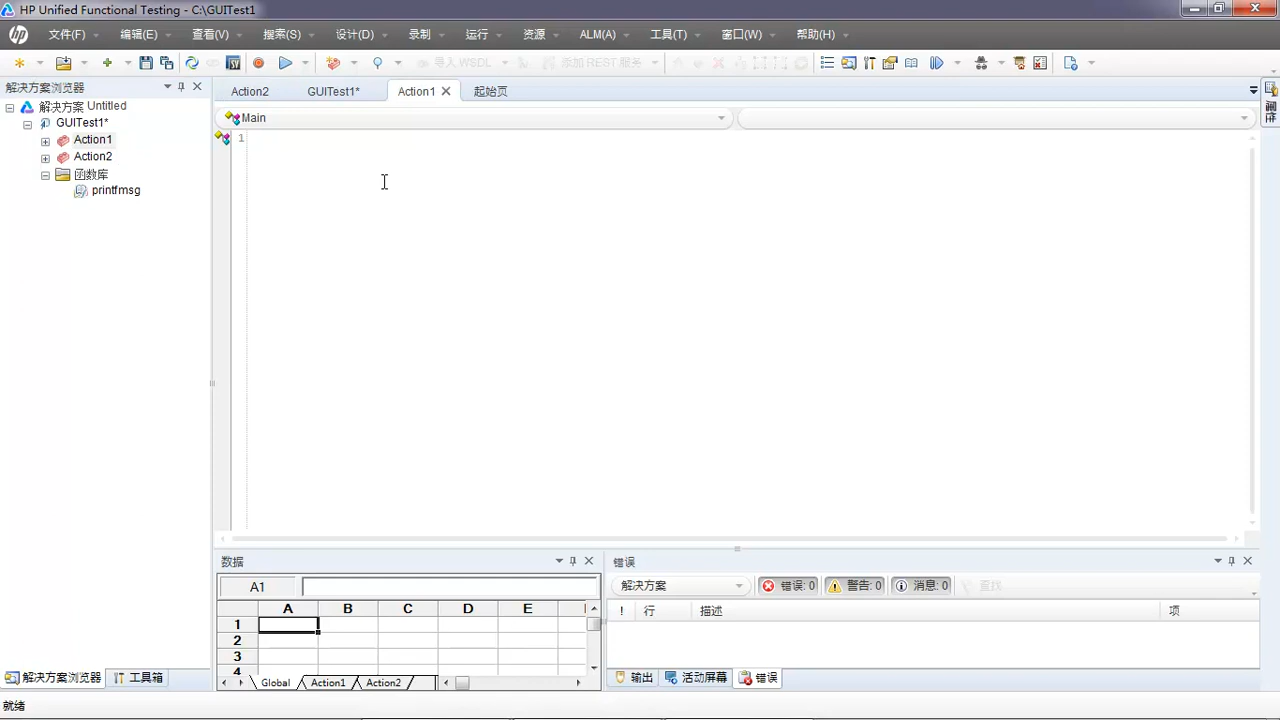 HP Unified Functional Testing - C:\GUITest1
hp 文件(F) 编辑(E) 查看(V) 搜索(S) 设计(D) 录制 运行 资源 ALM(A) 工具(T) 窗口(W) 帮助(H)
导入 WSDL 添加 REST 服务
解决方案浏览器
解决方案 Untitled
GUITest1*
Action1
Action2
函数库
printfmsg
Action2 GUITest1* Action1 起始页
Main
1
属性
数据
A1
A B C D E
1
2
3
4
Global Action1 Action2
错误
解决方案 错误: 0 警告: 0 消息: 0 查找
! 行 描述 项
解决方案浏览器 工具箱
输出 活动屏幕 错误
就绪